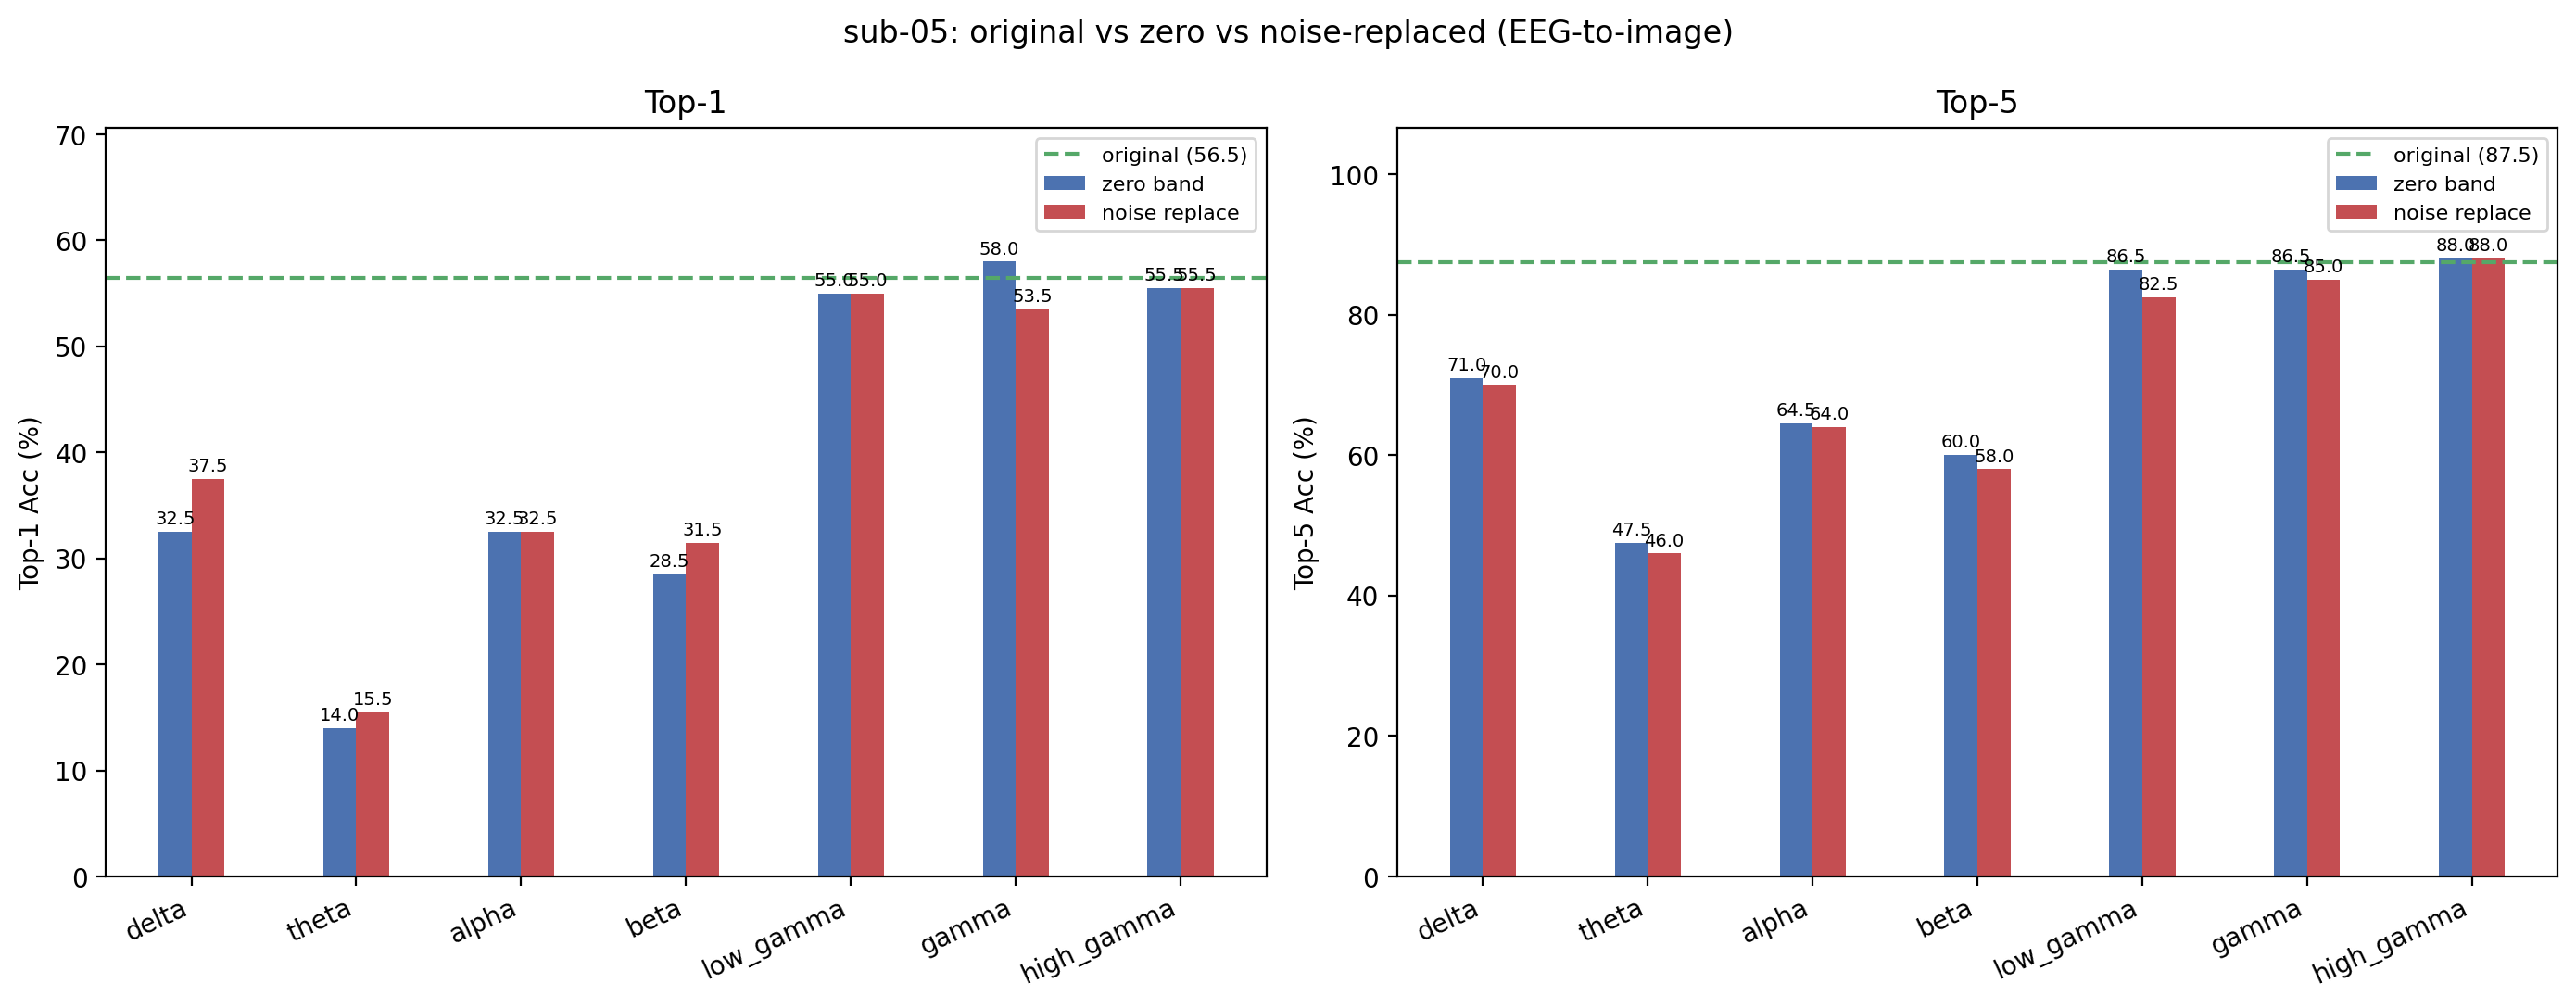 sub-05: original vs zero vs noise-replaced (EEG-to-image)
Top-1
Top-1 Acc (%)
70
60
50
40
30
20
10
0
original (56.5)
zero band
noise replace
32.5
37.5
14.0
15.5
32.5
32.5
28.5
31.5
55.0
55.0
58.0
53.5
55.5
55.5
delta
theta
alpha
beta
low_gamma
gamma
high_gamma
Top-5
Top-5 Acc (%)
100
80
60
40
20
0
original (87.5)
zero band
noise replace
71.0
70.0
47.5
46.0
64.5
64.0
60.0
58.0
86.5
82.5
86.5
85.0
88.0
88.0
delta
theta
alpha
beta
low_gamma
gamma
high_gamma